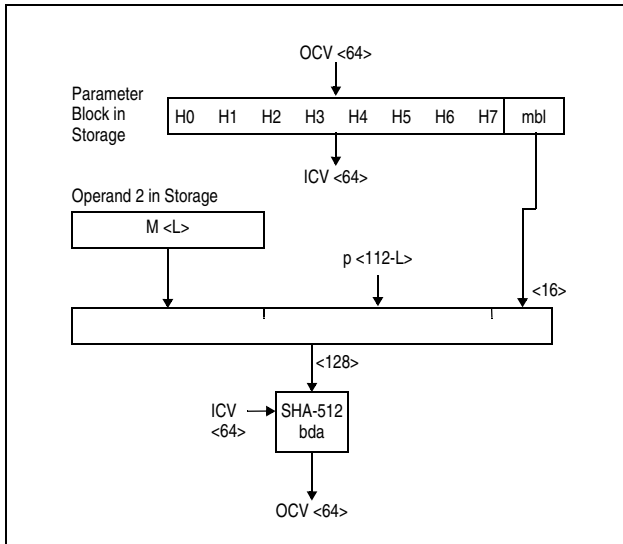 OCV <64>
Parameter
Block in
Storage
H0 H1 H2 H3 H4 H5 H6 H7 mbl
ICV <64>
Operand 2 in Storage
M <L>
p <112-L>
<16>
<128>
ICV
<64>
SHA-512
bda
OCV <64>